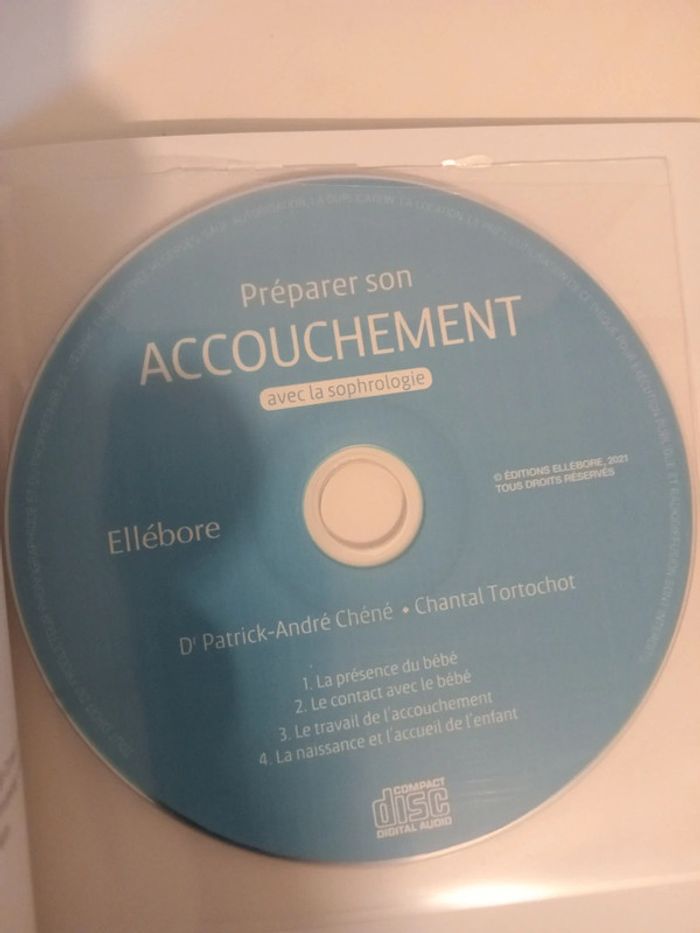 Préparer son
ACCOUCHEMENT
avec la sophrologie
© ÉDITIONS ELLÉBORE, 2021
TOUS DROITS RÉSERVÉS
Ellébore
Dr Patrick-André Chéné • Chantal Tortochot
1. La présence du bébé
2. Le contact avec le bébé
3. Le travail de l'accouchement
4. La naissance et l'accueil de l'enfant
COMPACT
disc
DIGITAL AUDIO